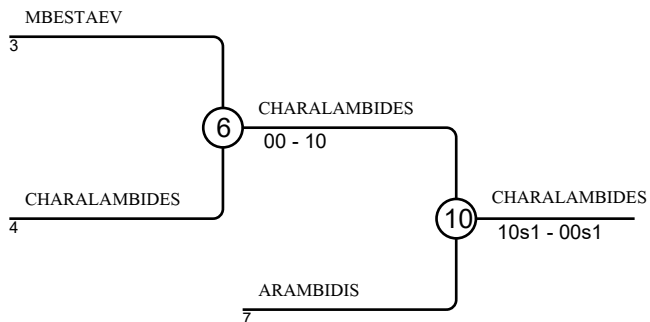 MBESTAEV
3
6
CHARALAMBIDES
00 - 10
CHARALAMBIDES
4
10
CHARALAMBIDES
10s1 - 00s1
ARAMBIDIS
7